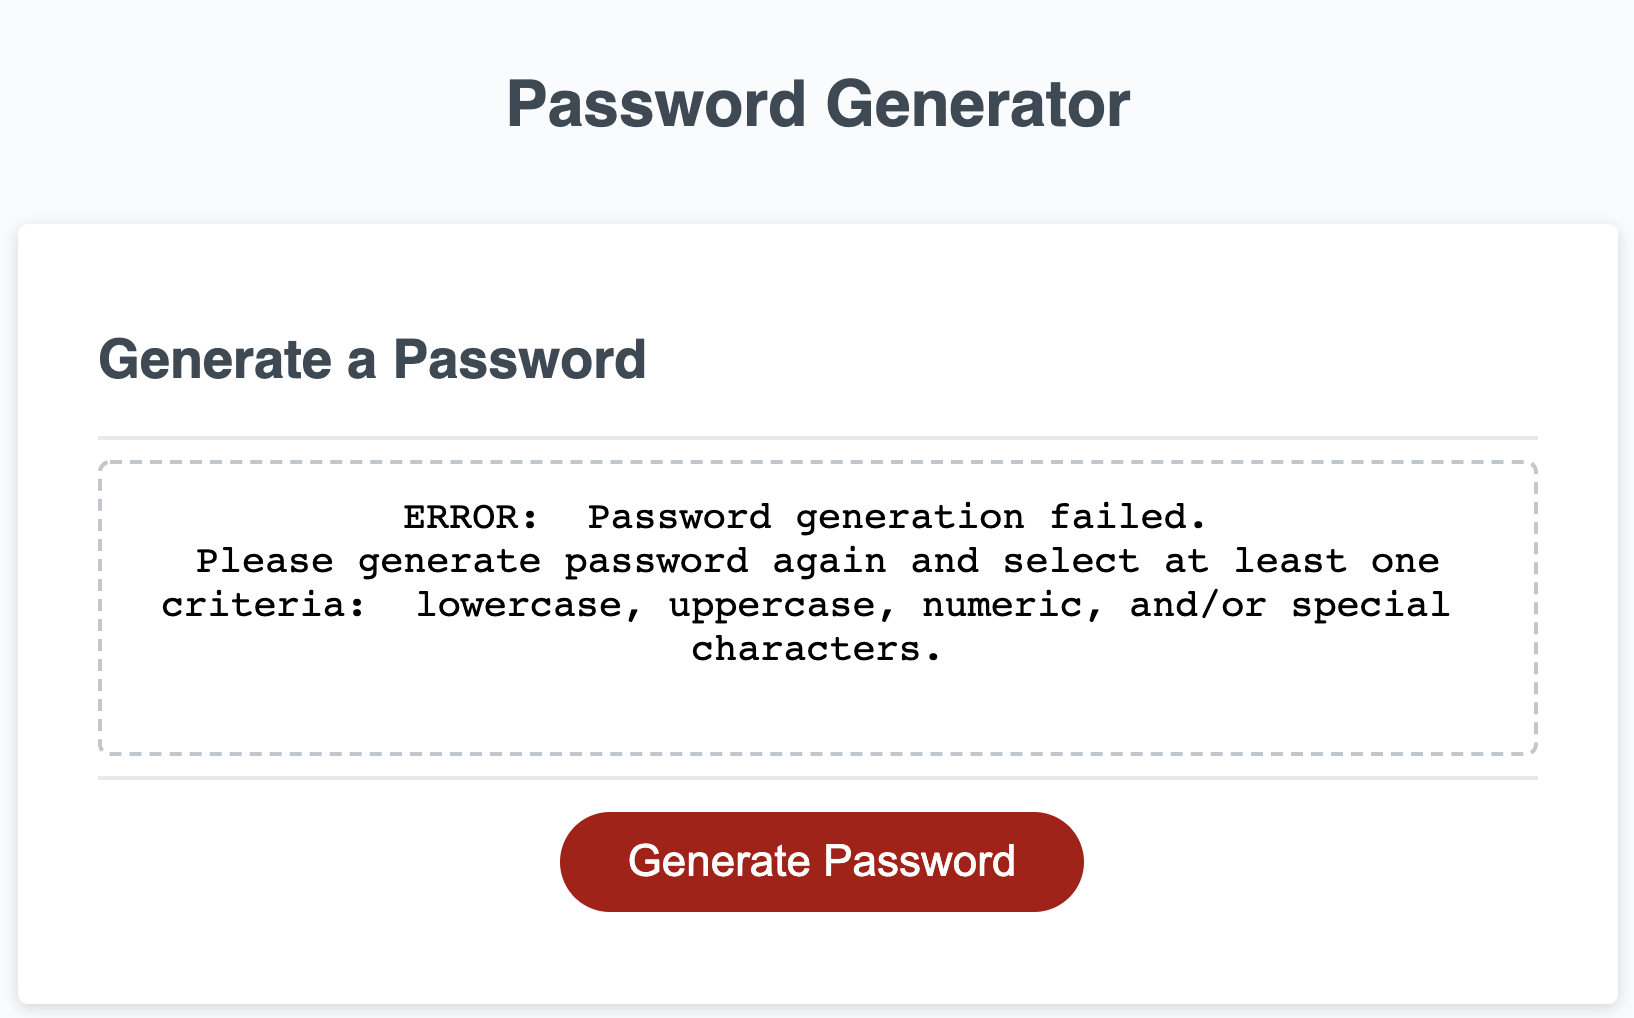 Password Generator
Generate a Password
ERROR:  Password generation failed.
Please generate password again and select at least one
criteria:  lowercase, uppercase, numeric, and/or special
characters.
Generate Password